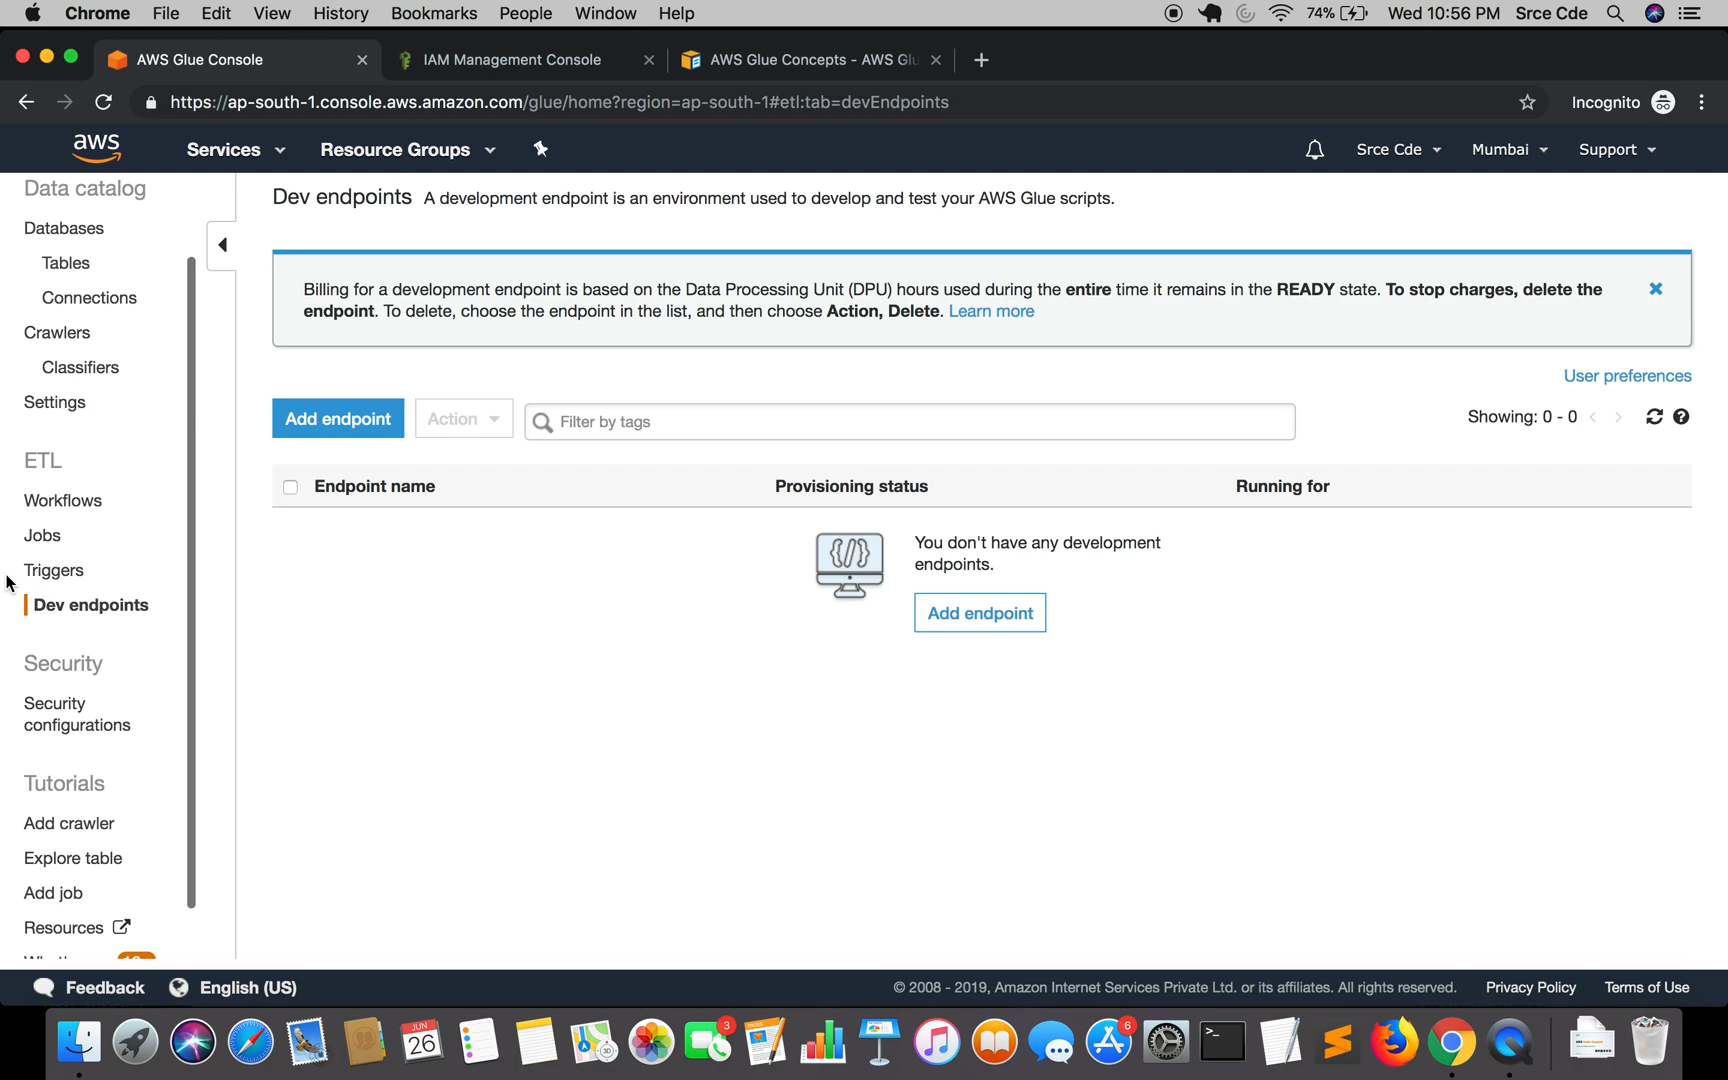 Chrome File Edit View History Bookmarks People Window Help
74% Wed 10:56 PM Srce Cde
AWS Glue Console
IAM Management Console
AWS Glue Concepts - AWS Glu
https://ap-south-1.console.aws.amazon.com/glue/home?region=ap-south-1#etl:tab=devEndpoints
Incognito
aws Services Resource Groups Srce Cde Mumbai Support
Data catalog
Databases
Tables
Connections
Crawlers
Classifiers
Settings
ETL
Workflows
Jobs
Triggers
Dev endpoints
Security
Security
configurations
Tutorials
Add crawler
Explore table
Add job
Resources
Dev endpoints A development endpoint is an environment used to develop and test your AWS Glue scripts.
Billing for a development endpoint is based on the Data Processing Unit (DPU) hours used during the entire time it remains in the READY state. To stop charges, delete the
endpoint. To delete, choose the endpoint in the list, and then choose Action, Delete. Learn more
User preferences
Add endpoint Action Filter by tags Showing: 0 - 0
Endpoint name Provisioning status Running for
You don't have any development
endpoints.
Add endpoint
Feedback English (US) © 2008 - 2019, Amazon Internet Services Private Ltd. or its affiliates. All rights reserved. Privacy Policy Terms of Use
JUN
26
3D
3
PAGES
6